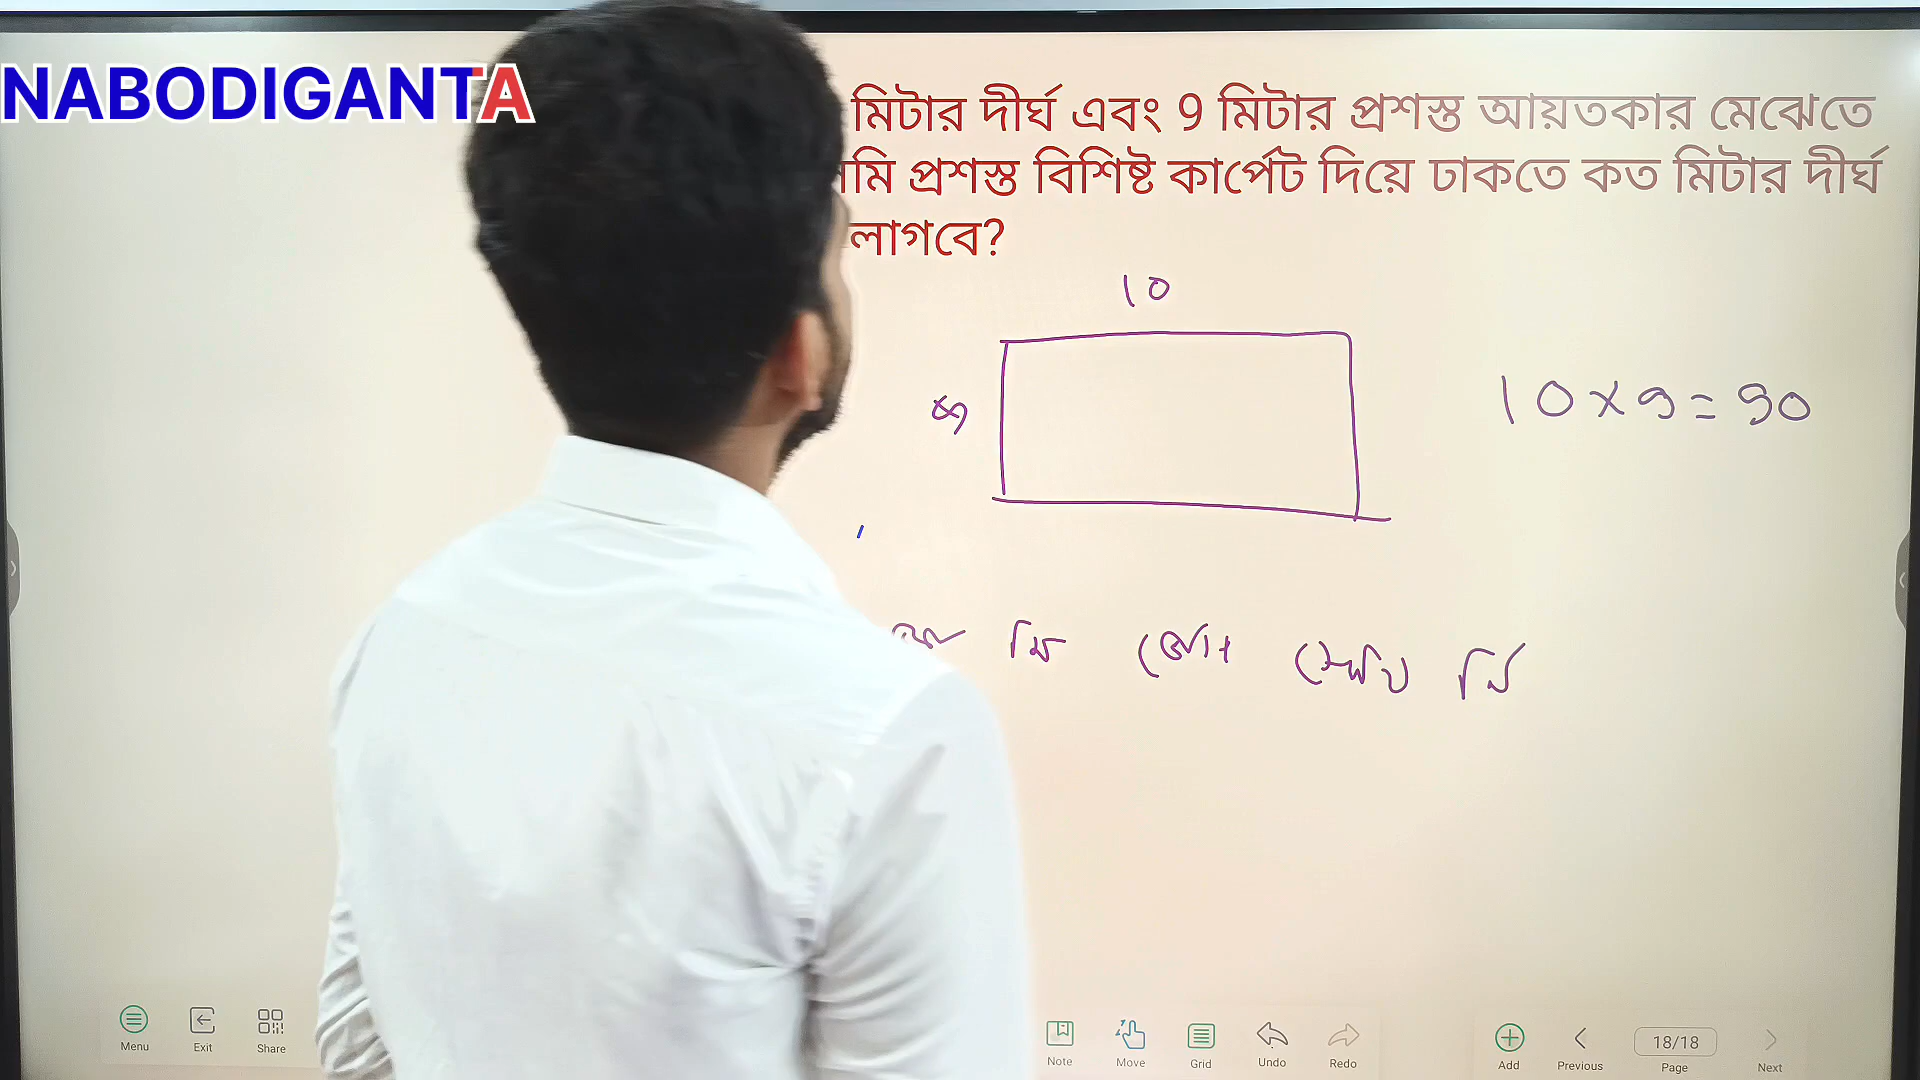 NABODIGANTA
মিটার দীর্ঘ এবং 9 মিটার প্রশস্ত আয়তকার মেঝেতে
মি প্রশস্ত বিশিষ্ট কার্পেট দিয়ে ঢাকতে কত মিটার দীর্ঘ
লাগবে?
10
9
10 x 9 = 90
মি
Menu Exit Share Note Move Grid Undo Redo Add Previous 18/18 Page Next